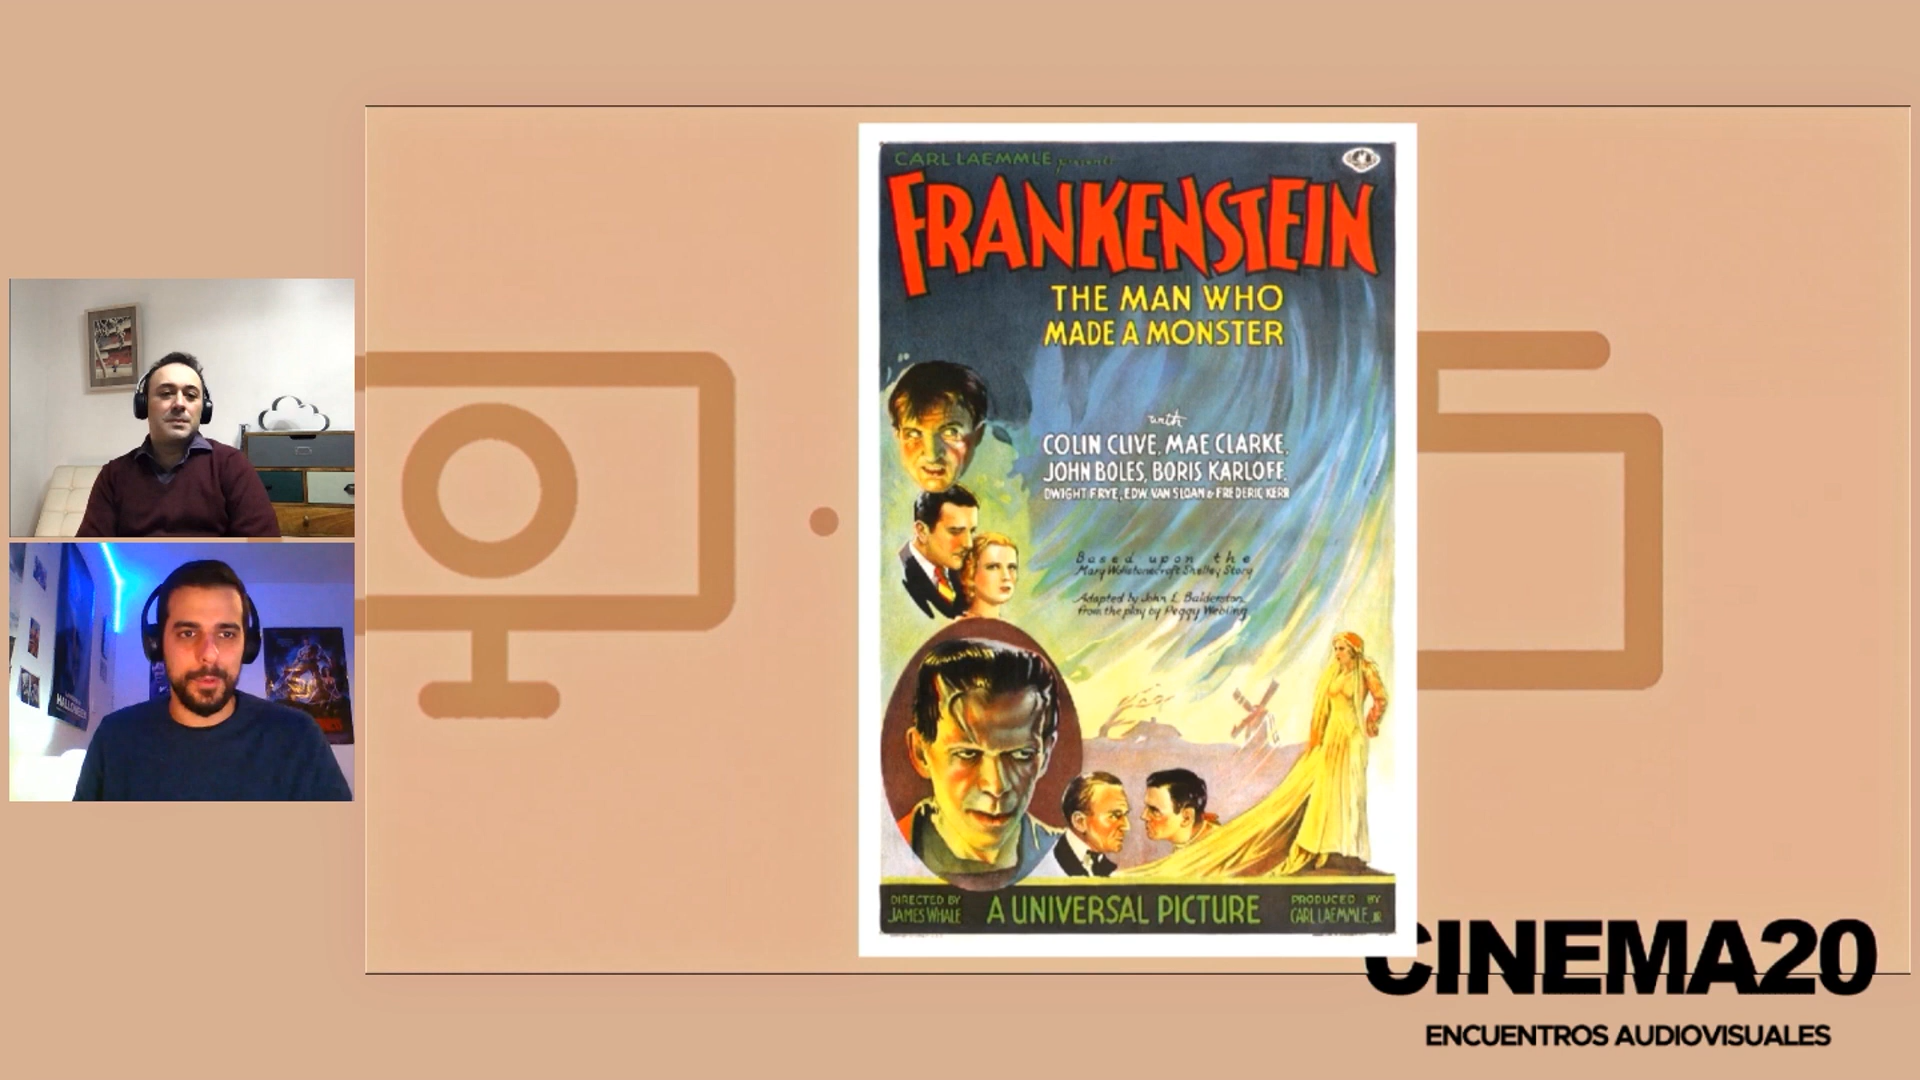 CARL LAEMMLE presents
FRANKENSTEIN
THE MAN WHO
MADE A MONSTER
with
COLIN CLIVE, MAE CLARKE,
JOHN BOLES, BORIS KARLOFF,
DWIGHT FRYE, EDW. VAN SLOAN & FREDERIC KERR
Based upon the
Mary Wollstonecraft Shelley Story
Adapted by John L. Balderston
from the play by Peggy Webling
HALLOWEEN
DIRECTED BY
JAMES WHALE
A UNIVERSAL PICTURE
PRODUCED BY
CARL LAEMMLE JR.
CINEMA20
ENCUENTROS AUDIOVISUALES